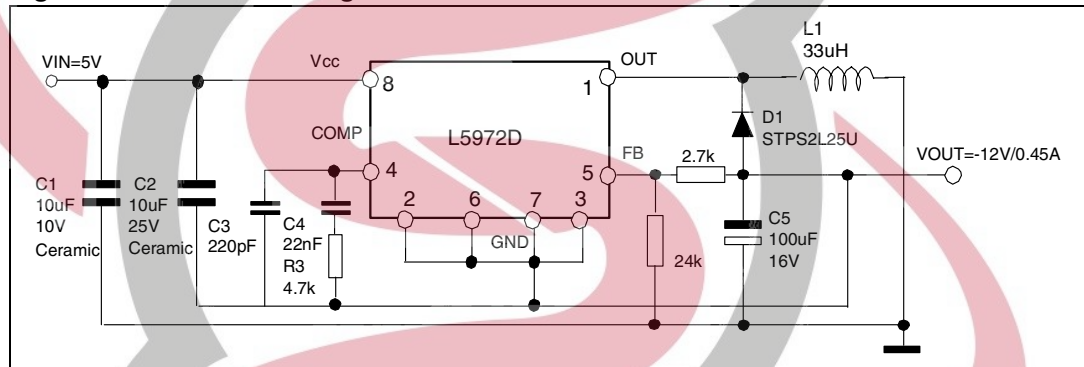 L1
33uH
VIN=5V
Vcc
OUT
8
1
D1
STPS2L25U
COMP
L5972D
FB
2.7k
VOUT=-12V/0.45A
4
5
C1
10uF
10V
Ceramic
C2
10uF
25V
Ceramic
C3
220pF
C4
22nF
R3
4.7k
2
6
7
3
GND
24k
C5
100uF
16V